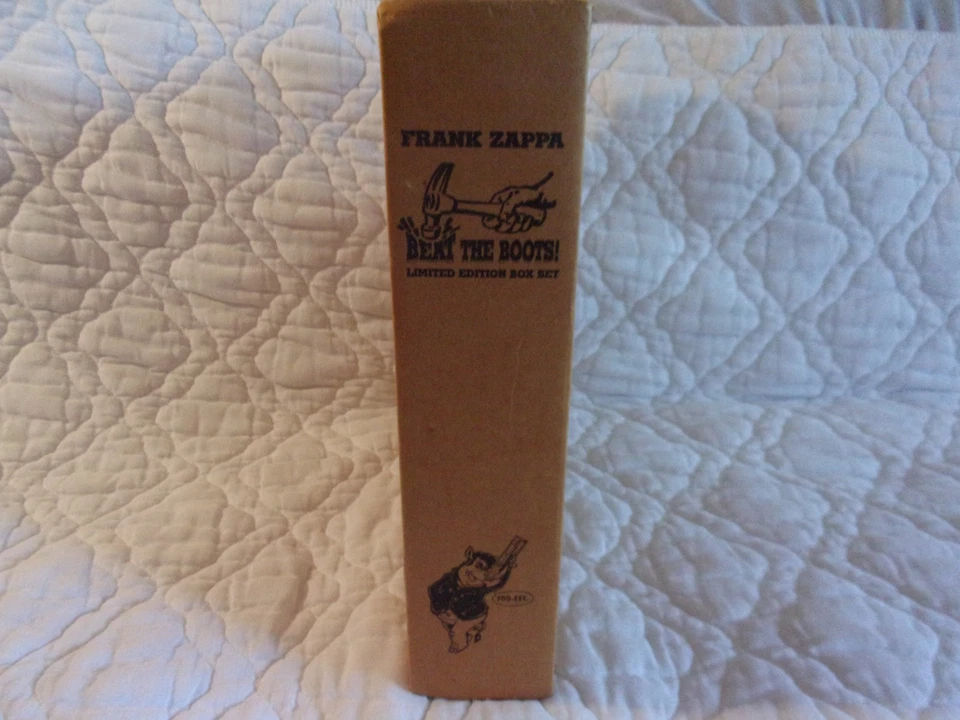 FRANK ZAPPA
BEAT THE BOOTS!
LIMITED EDITION BOX SET